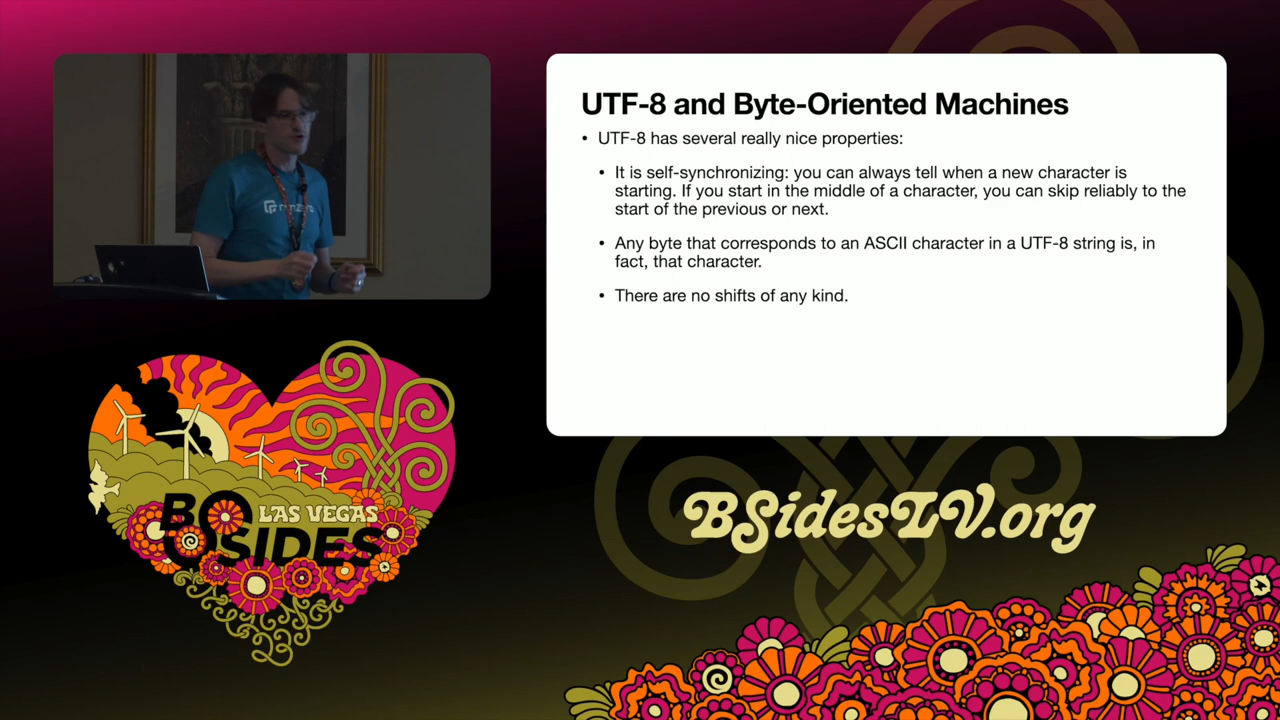 UTF-8 and Byte-Oriented Machines
• UTF-8 has several really nice properties:
• It is self-synchronizing: you can always tell when a new character is
starting. If you start in the middle of a character, you can skip reliably to the
start of the previous or next.
• Any byte that corresponds to an ASCII character in a UTF-8 string is, in
fact, that character.
• There are no shifts of any kind.
LAS VEGAS
BSIDES
BSidesLV.org